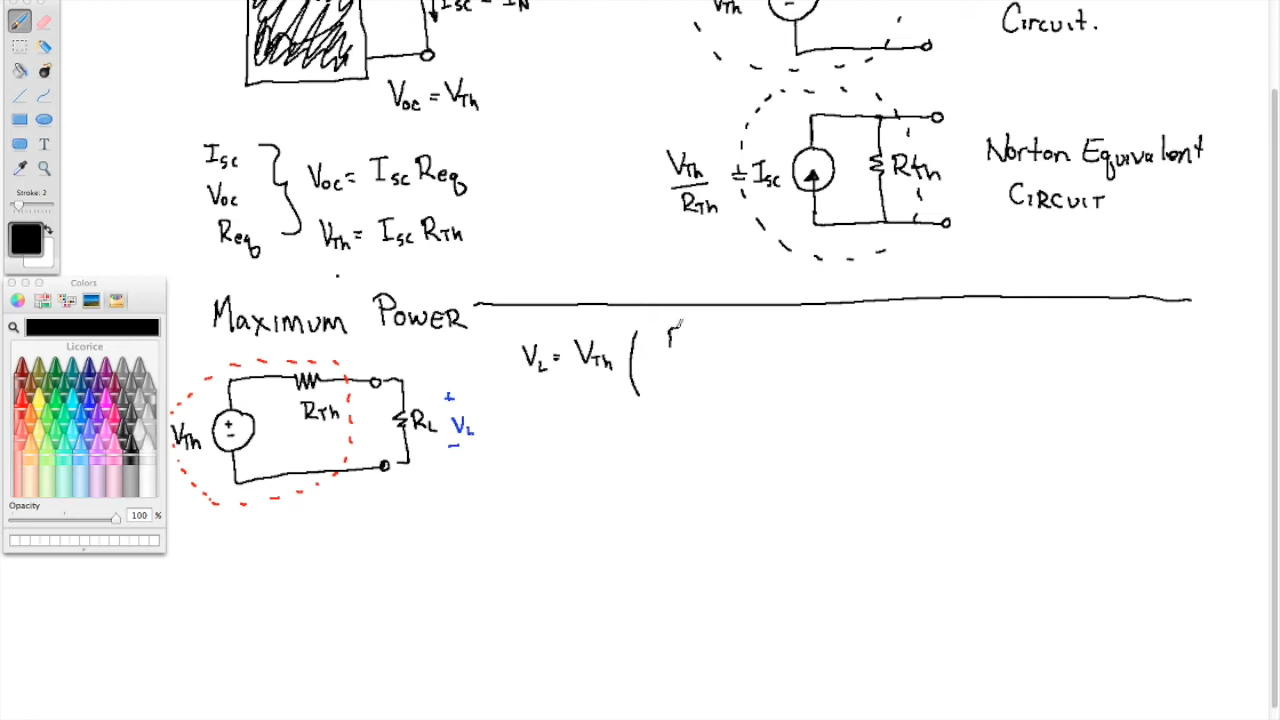 Isc = IN
VTh
Circuit.
Voc = VTh
Isc
Voc
Req
Voc = Isc Req
VTh = Isc RTh
VTh
RTh
= Isc
Rth
Norton Equivalent
CIRCUIT
Maximum Power
VL = VTh (
VTh
+
-
RTh
RL
+
VL
-
Stroke: 2
Colors
Licorice
Opacity
100 %